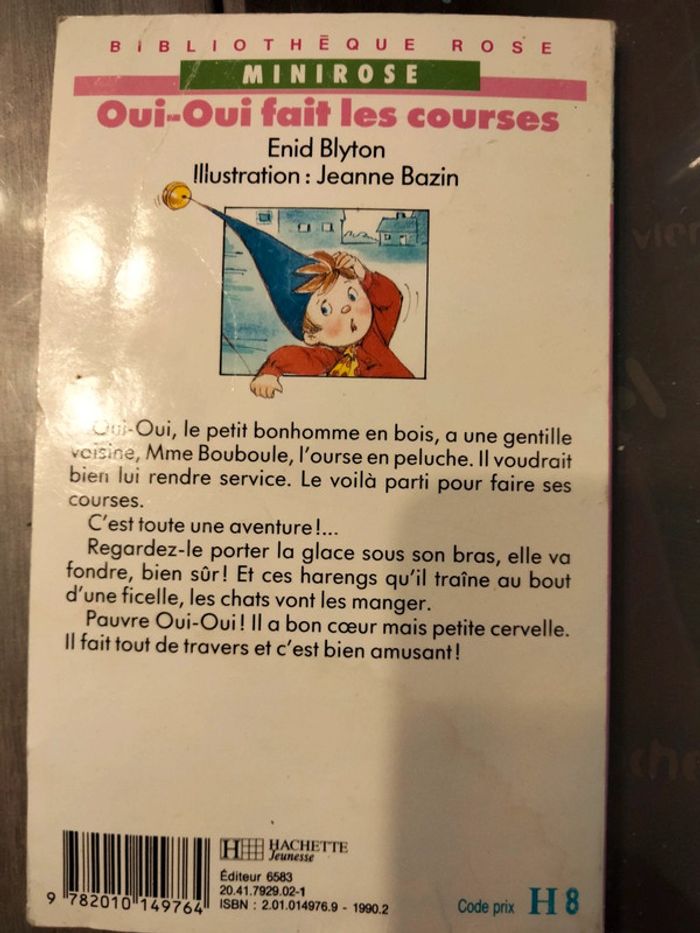 BIBLIOTHÈQUE ROSE
MINIROSE
Oui-Oui fait les courses
Enid Blyton
Illustration : Jeanne Bazin
Oui-Oui, le petit bonhomme en bois, a une gentille
voisine, Mme Bouboule, l'ourse en peluche. Il voudrait
bien lui rendre service. Le voilà parti pour faire ses
courses.
C'est toute une aventure !...
Regardez-le porter la glace sous son bras, elle va
fondre, bien sûr ! Et ces harengs qu'il traîne au bout
d'une ficelle, les chats vont les manger.
Pauvre Oui-Oui ! Il a bon cœur mais petite cervelle.
Il fait tout de travers et c'est bien amusant !
H HACHETTE
Jeunesse
Éditeur 6583
20.41.7929.02-1
ISBN : 2.01.014976.9 - 1990.2
9 782010 149764
Code prix H 8